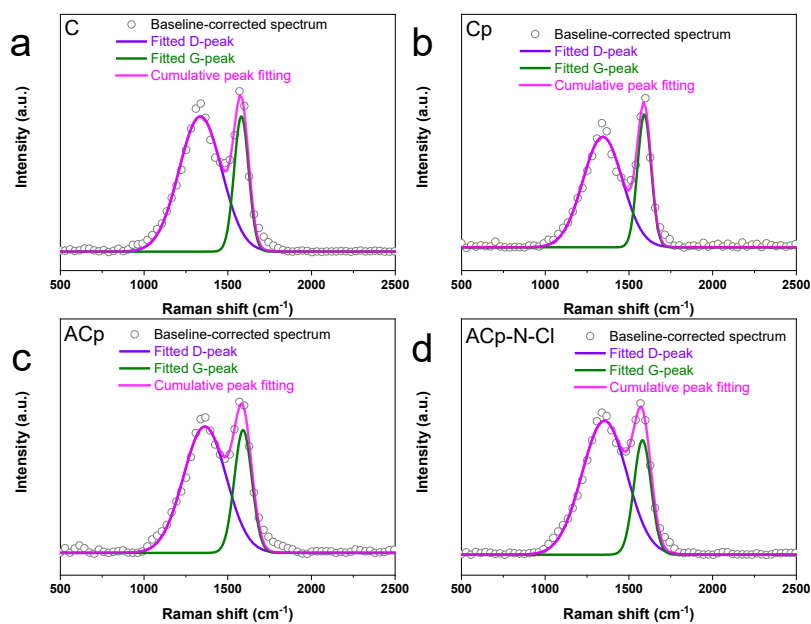 a
C
Baseline-corrected spectrum
Fitted D-peak
Fitted G-peak
Cumulative peak fitting
Intensity (a.u.)
500 1000 1500 2000 2500
Raman shift (cm⁻¹)
b
Cp
Baseline-corrected spectrum
Fitted D-peak
Fitted G-peak
Cumulative peak fitting
Intensity (a.u.)
500 1000 1500 2000 2500
Raman shift (cm⁻¹)
c
ACp
Baseline-corrected spectrum
Fitted D-peak
Fitted G-peak
Cumulative peak fitting
Intensity (a.u.)
500 1000 1500 2000 2500
Raman shift (cm⁻¹)
d
ACp-N-Cl
Baseline-corrected spectrum
Fitted D-peak
Fitted G-peak
Cumulative peak fitting
Intensity (a.u.)
500 1000 1500 2000 2500
Raman shift (cm⁻¹)